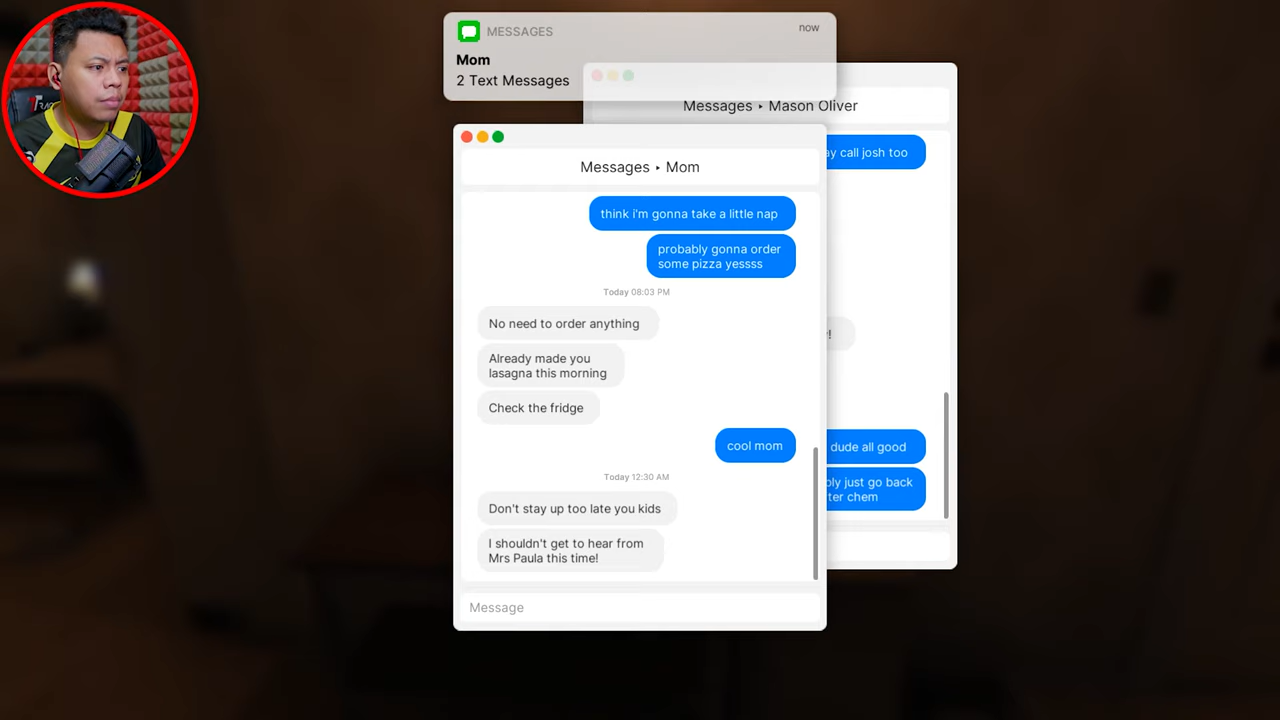 MESSAGES
now
Mom
2 Text Messages
Messages ‣ Mason Oliver
Messages ‣ Mom
call josh too
think i'm gonna take a little nap
probably gonna order
some pizza yessss
Today 08:03 PM
No need to order anything
Already made you
lasagna this morning
Check the fridge
cool mom
dude all good
just go back
chem
Today 12:30 AM
Don't stay up too late you kids
I shouldn't get to hear from
Mrs Paula this time!
Message